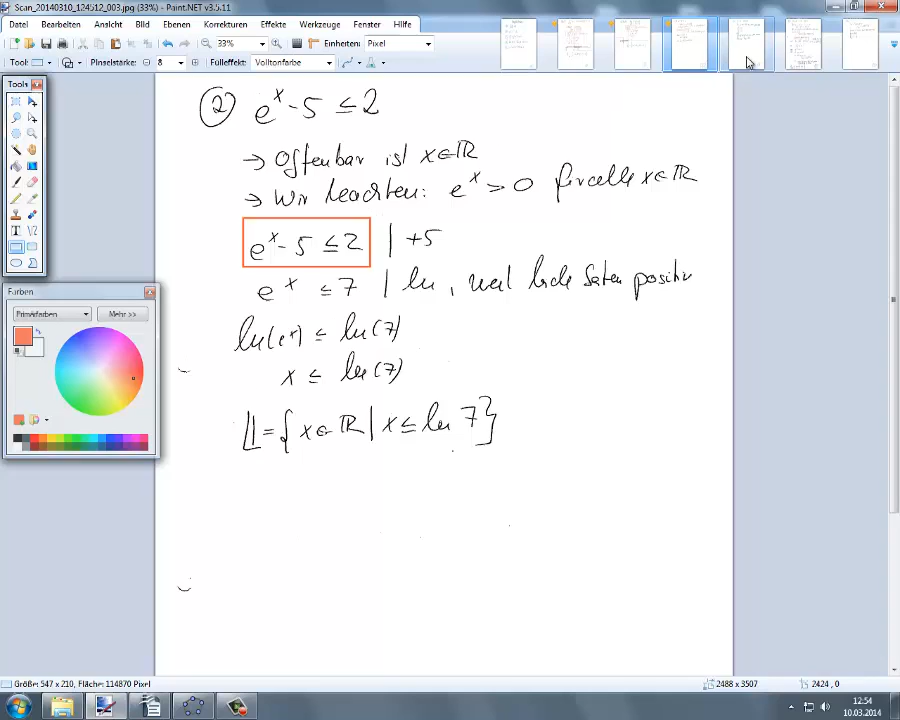 Scan_20140310_124512_003.jpg (33%) - Paint.NET v3.5.11
Datei Bearbeiten Ansicht Bild Ebenen Korrekturen Effekte Werkzeuge Fenster Hilfe
33% Einheiten: Pixel
Tool: Pinselstärke: 8 Fülleffekt: Volltonfarbe
Tools
② e^x - 5 ≤ 2
→ Offenbar ist x∈ℝ
→ Wir beachten: e^x > 0 für alle x∈ℝ
e^x - 5 ≤ 2 | +5
e^x ≤ 7 | ln, weil beide Seiten positiv
ln(e^x) ≤ ln(7)
x ≤ ln(7)
𝕃 = {x∈ℝ | x ≤ ln 7}
Farben
Primärfarben Mehr >>
Größe: 547 x 210, Fläche: 114870 Pixel 2488 x 3507 2424 , 0
12:54
10.03.2014